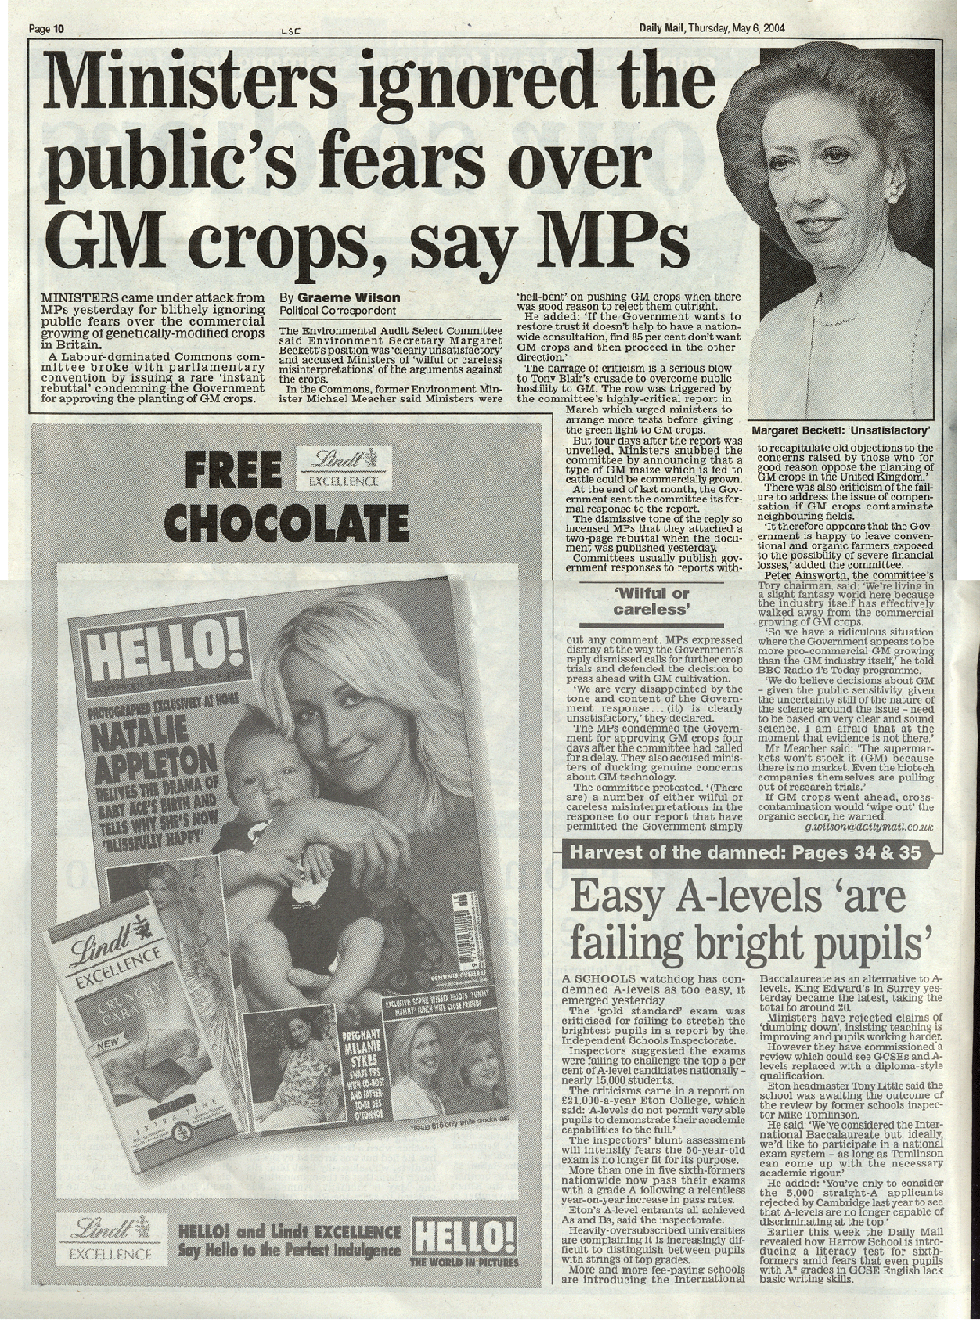 Page 10
LSE
Daily Mail, Thursday, May 6, 2004
Ministers ignored the
public's fears over
GM crops, say MPs
MINISTERS came under attack from
MPs yesterday for blithely ignoring
public fears over the commercial
growing of genetically-modified crops
in Britain.
A Labour-dominated Commons com-
mittee broke with parliamentary
convention by issuing a rare 'instant
rebuttal' condemning the Government
for approving the planting of GM crops.
By Graeme Wilson
Political Correspondent
The Environmental Audit Select Committee
said Environment Secretary Margaret
Beckett's position was 'clearly unsatisfactory'
and accused Ministers of 'wilful or careless
misinterpretations' of the arguments against
the crops.
In the Commons, former Environment Min-
ister Michael Meacher said Ministers were
'hell-bent' on pushing GM crops when there
was good reason to reject them outright.
He added: 'If the Government wants to
restore trust it doesn't help to have a nation-
wide consultation, find 85 per cent don't want
GM crops and then proceed in the other
direction.'
The barrage of criticism is a serious blow
to Tony Blair's crusade to overcome public
hostility to GM. The row was triggered by
the committee's highly-critical report in
March which urged ministers to
arrange more tests before giving
the green light to GM crops.
But four days after the report was
unveiled, Ministers snubbed the
committee by announcing that a
type of GM maize which is fed to
cattle could be commercially grown.
At the end of last month, the Gov-
ernment sent the committee its for-
mal response to the report.
The dismissive tone of the reply so
incensed MPs that they attached a
two-page rebuttal when the docu-
ment was published yesterday.
Committees usually publish gov-
ernment responses to reports with-
'Wilful or
careless'
out any comment. MPs expressed
dismay at the way the Government's
reply dismissed calls for further crop
trials and defended the decision to
press ahead with GM cultivation.
'We are very disappointed by the
tone and content of the Govern-
ment response... (it) is clearly
unsatisfactory,' they declared.
The MPs condemned the Govern-
ment for approving GM crops four
days after the committee had called
for a delay. They also accused minis-
ters of ducking genuine concerns
about GM technology.
The committee protested. '(There
are) a number of either wilful or
careless misinterpretations in the
response to our report that have
permitted the Government simply
Margaret Beckett: Unsatisfactory'
to recapitulate old objections to the
concerns raised by those who for
good reason oppose the planting of
GM crops in the United Kingdom.'
There was also criticism of the fail-
ure to address the issue of compen-
sation if GM crops contaminate
neighbouring fields.
'It therefore appears that the Gov-
ernment is happy to leave conven-
tional and organic farmers exposed
to the possibility of severe financial
losses,' added the committee.
Peter Ainsworth, the committee's
Tory chairman, said: 'We're living in
a slight fantasy world here because
the industry itself has effectively
walked away from the commercial
growing of GM crops.
'So we have a ridiculous situation
where the Government appears to be
more pro-commercial GM growing
than the GM industry itself,' he told
BBC Radio 4's Today programme.
'We do believe decisions about GM
– given the public sensitivity, given
the uncertainty still of the nature of
the science around the issue – need
to be based on very clear and sound
science. I am afraid that at the
moment that evidence is not there.'
Mr Meacher said: 'The supermar-
kets won't stock it (GM) because
there is no market. Even the biotech
companies themselves are pulling
out of research trials.'
If GM crops went ahead, cross-
contamination would 'wipe out' the
organic sector, he warned.
g.wilson@dailymail.co.uk
Harvest of the damned: Pages 34 & 35
FREE
Lindt
EXCELLENCE
CHOCOLATE
HELLO!
PHOTOGRAPHED EXCLUSIVELY AT HOME
NATALIE
APPLETON
RELIVES THE DRAMA OF
BABY ACE'S BIRTH AND
TELLS WHY SHE'S NOW
'BLISSFULLY HAPPY'
Lindt
EXCELLENCE
NEW
PREGNANT
MELANIE
SYKES
Lindt
EXCELLENCE
HELLO! and Lindt EXCELLENCE
Say Hello to the Perfect Indulgence
HELLO!
THE WORLD IN PICTURES
Easy A-levels 'are
failing bright pupils'
A SCHOOLS watchdog has con-
demned A-levels as too easy, it
emerged yesterday.
The 'gold standard' exam was
criticised for failing to stretch the
brightest pupils in a report by the
Independent Schools Inspectorate.
Inspectors suggested the exams
were failing to challenge the top 5 per
cent of A-level candidates nationally –
nearly 15,000 students.
The criticisms came in a report on
£21,000-a-year Eton College, which
said: A-levels do not permit very able
pupils to demonstrate their academic
capabilities to the full.'
The inspectors' blunt assessment
will intensify fears the 50-year-old
exam is no longer fit for its purpose.
More than one in five sixth-formers
nationwide now pass their exams
with a grade A following a relentless
year-on-year increase in pass rates.
Eton's A-level entrants all achieved
As and Bs, said the inspectorate.
Heavily-oversubscribed universities
are complaining it is increasingly dif-
ficult to distinguish between pupils
with strings of top grades.
More and more fee-paying schools
are introducing the International
Baccalaureate as an alternative to A-
levels. King Edward's in Surrey yes-
terday became the latest, taking the
total to around 20.
Ministers have rejected claims of
'dumbing down', insisting teaching is
improving and pupils working harder.
However they have commissioned a
review which could see GCSEs and A-
levels replaced with a diploma-style
qualification.
Eton headmaster Tony Little said the
school was awaiting the outcome of
the review by former schools inspec-
tor Mike Tomlinson.
He said: 'We've considered the Inter-
national Baccalaureate but ideally,
we'd like to participate in a national
exam system – as long as Tomlinson
can come up with the necessary
academic rigour.'
He added: 'You've only to consider
the 5,000 straight-A applicants
rejected by Cambridge last year to see
that A-levels are no longer capable of
discriminating at the top.'
Earlier this week the Daily Mail
revealed how Harrow School is intro-
ducing a literacy test for sixth-
formers amid fears that even pupils
with A* grades in GCSE English lack
basic writing skills.